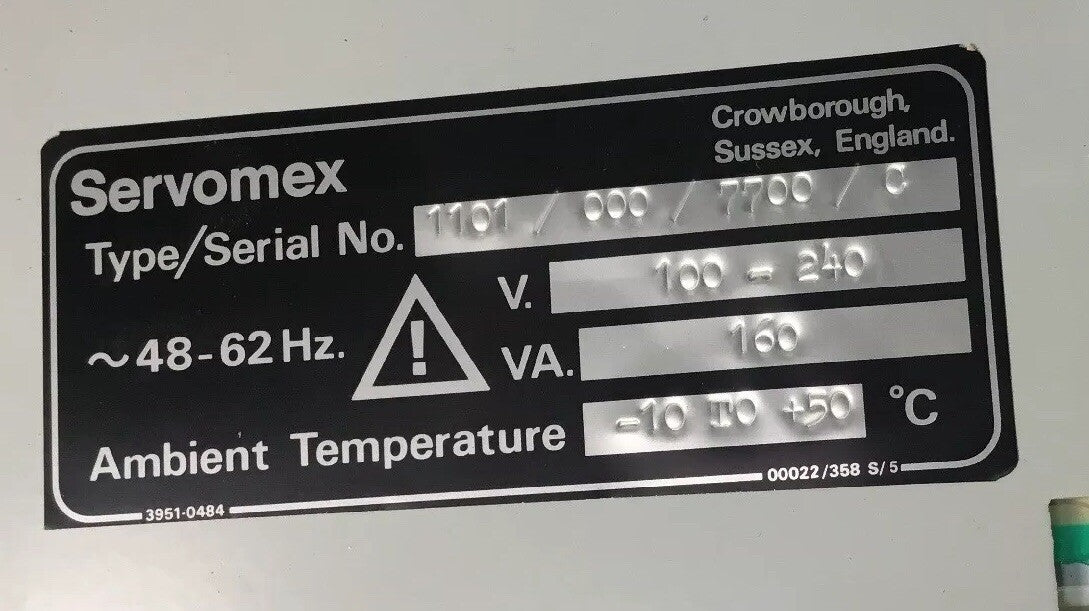 Servomex
Crowborough,
Sussex, England.
Type/Serial No. 1101 / 000 / 7700 / C
V. 100 - 240
~48-62 Hz.
!
VA. 160
Ambient Temperature -10 TO +50 °C
3951-0484
00022/358 S/5